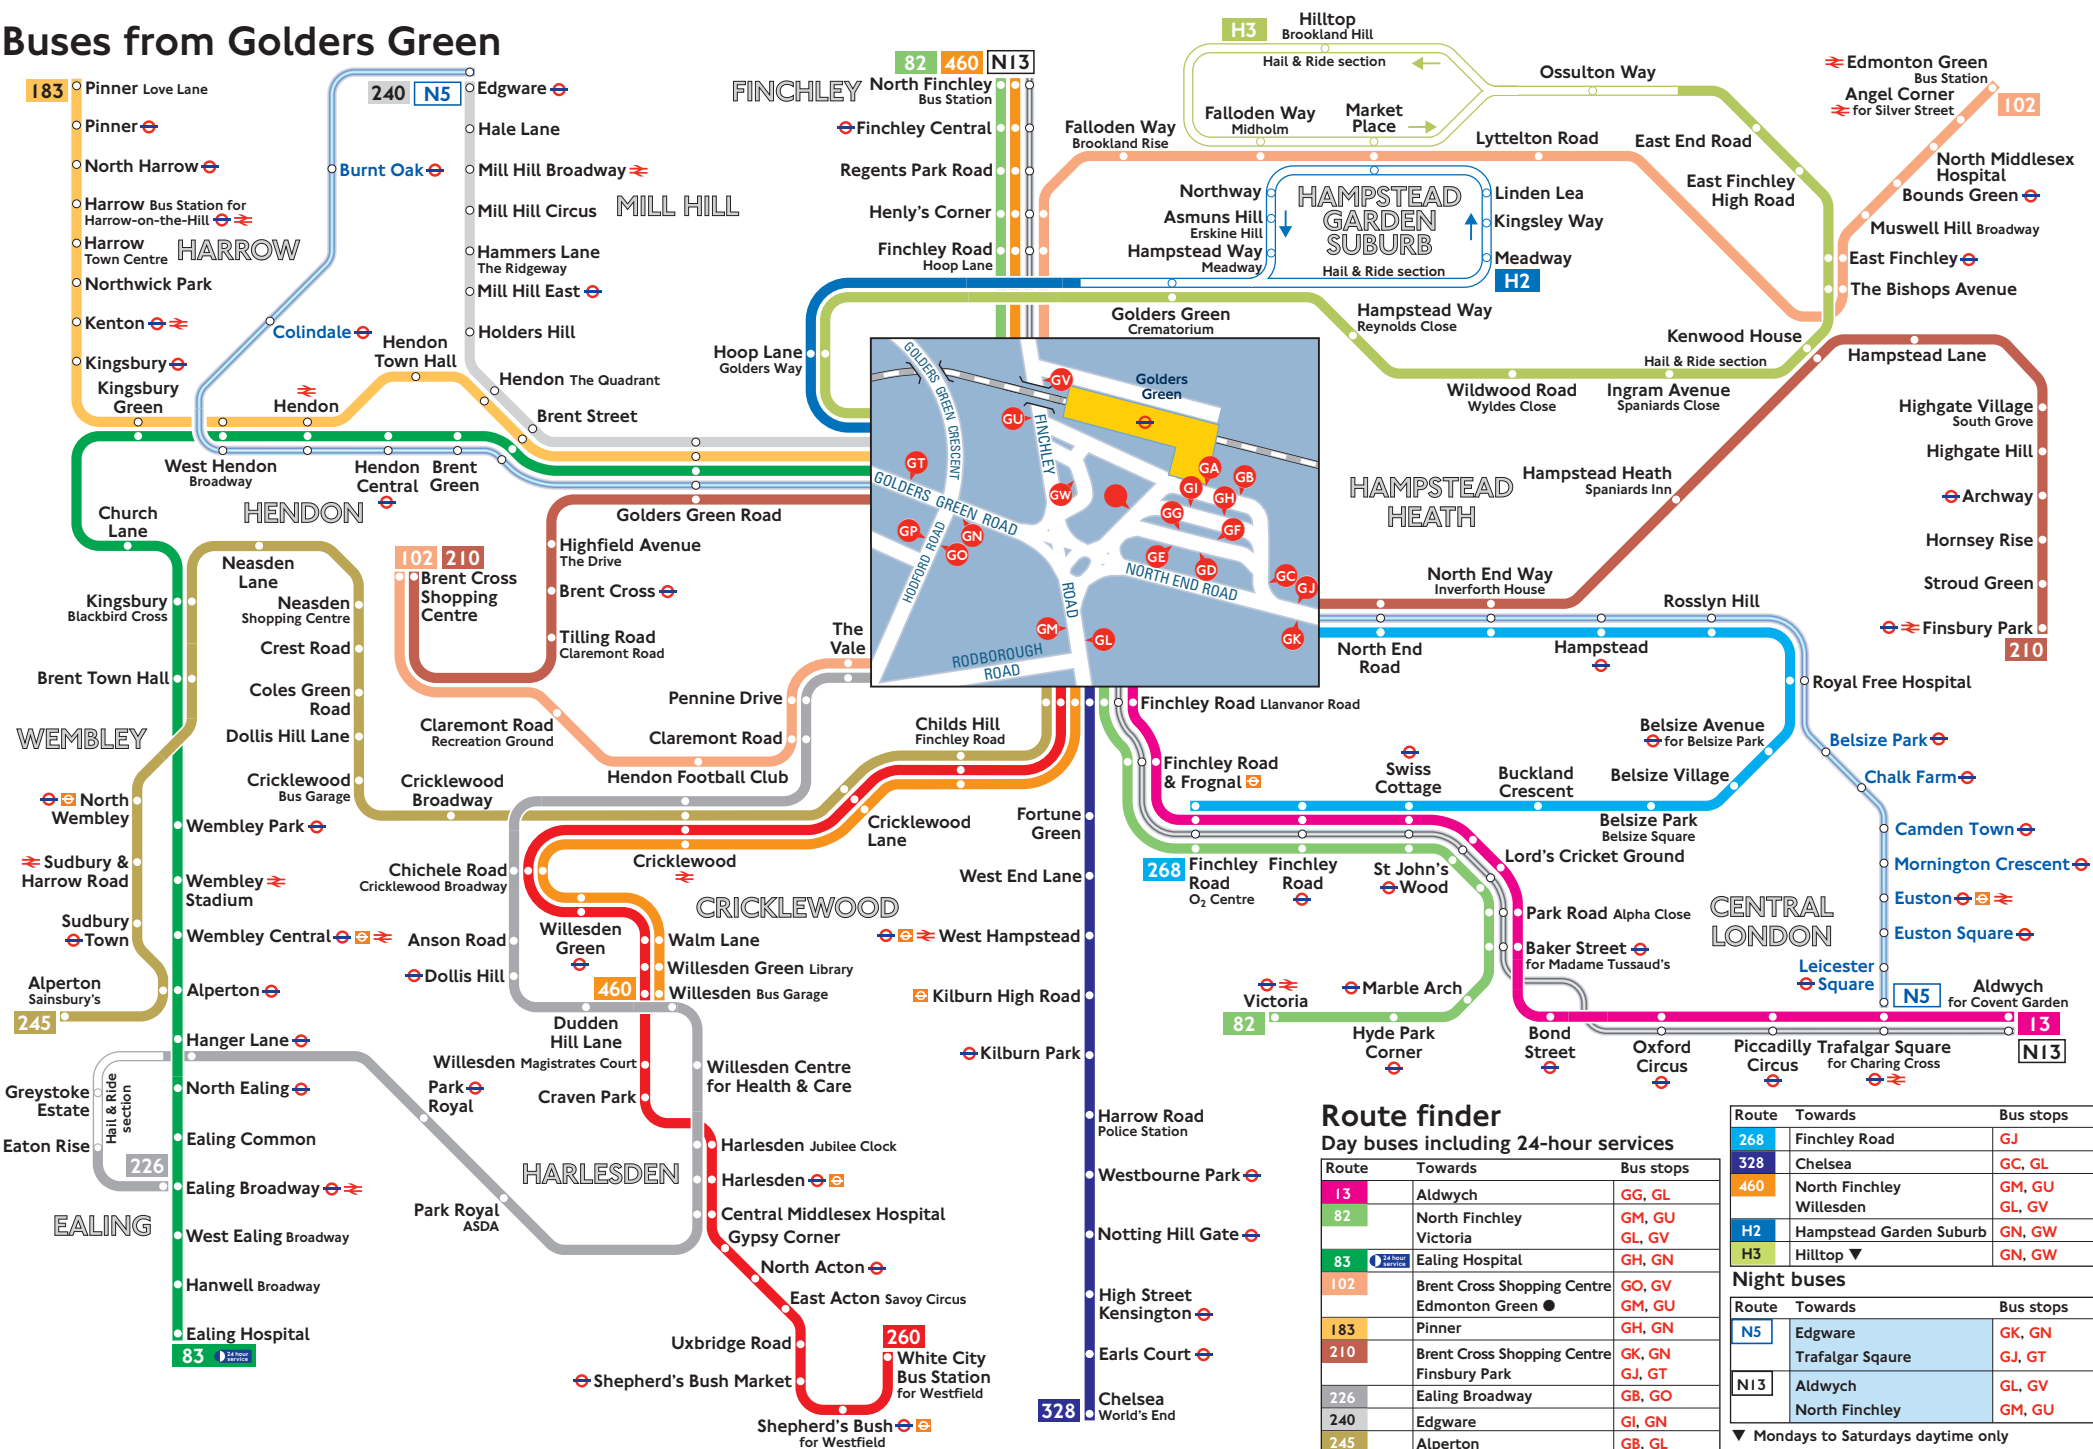 Buses from Golders Green
183
Pinner Love Lane
Pinner
North Harrow
Harrow Bus Station for
Harrow-on-the-Hill
Harrow
Town Centre
HARROW
Northwick Park
Kenton
Kingsbury
Kingsbury
Green
Burnt Oak
Colindale
Hendon
Hendon
Town Hall
240
N5
Edgware
Hale Lane
Mill Hill Broadway
Mill Hill Circus
MILL HILL
Hammers Lane
The Ridgeway
Mill Hill East
Holders Hill
Hendon The Quadrant
Brent Street
West Hendon
Broadway
Hendon
Central
Brent
Green
HENDON
Golders Green Road
Church
Lane
Neasden
Lane
Kingsbury
Blackbird Cross
Neasden
Shopping Centre
Crest Road
Brent Town Hall
Coles Green
Road
WEMBLEY
Dollis Hill Lane
Cricklewood
Bus Garage
Cricklewood
Broadway
102
210
Brent Cross
Shopping
Centre
Highfield Avenue
The Drive
Brent Cross
Tilling Road
Claremont Road
Claremont Road
Recreation Ground
Pennine Drive
Claremont Road
The
Vale
Hendon Football Club
Childs Hill
Finchley Road
Cricklewood
Lane
Cricklewood
CRICKLEWOOD
North
Wembley
Wembley Park
Sudbury &
Harrow Road
Wembley
Stadium
Sudbury
Town
Wembley Central
Alperton
Sainsbury's
Alperton
245
Hanger Lane
Greystoke
Estate
Hail & Ride
section
North Ealing
Eaton Rise
Ealing Common
226
Ealing Broadway
EALING
West Ealing Broadway
Hanwell Broadway
Ealing Hospital
83
24 hour
service
Chichele Road
Cricklewood Broadway
Anson Road
Dollis Hill
Willesden
Green
Walm Lane
Willesden Green Library
460
Willesden Bus Garage
Dudden
Hill Lane
Willesden Magistrates Court
Craven Park
Willesden Centre
for Health & Care
Park
Royal
Park Royal
ASDA
HARLESDEN
Harlesden Jubilee Clock
Harlesden
Central Middlesex Hospital
Gypsy Corner
North Acton
East Acton Savoy Circus
Uxbridge Road
Shepherd's Bush Market
260
White City
Bus Station
for Westfield
Shepherd's Bush
for Westfield
FINCHLEY
82
460
N13
North Finchley
Bus Station
Finchley Central
Regents Park Road
Henly's Corner
Finchley Road
Hoop Lane
Hoop Lane
Golders Way
H3
Hilltop
Brookland Hill
Hail & Ride section
Falloden Way
Midholm
Market
Place
Falloden Way
Brookland Rise
Ossulton Way
Lyttelton Road
East End Road
East Finchley
High Road
Northway
Asmuns Hill
Erskine Hill
Hampstead Way
Meadway
HAMPSTEAD
GARDEN
SUBURB
Hail & Ride section
Linden Lea
Kingsley Way
Meadway
H2
Golders Green
Crematorium
Hampstead Way
Reynolds Close
Wildwood Road
Wyldes Close
Ingram Avenue
Spaniards Close
Hail & Ride section
Kenwood House
Edmonton Green
Bus Station
Angel Corner
for Silver Street
102
North Middlesex
Hospital
Bounds Green
Muswell Hill Broadway
East Finchley
The Bishops Avenue
Hampstead Lane
Highgate Village
South Grove
Highgate Hill
Archway
Hornsey Rise
Stroud Green
Finsbury Park
210
Hampstead Heath
Spaniards Inn
HAMPSTEAD
HEATH
North End Way
Inverforth House
Rosslyn Hill
North End
Road
Hampstead
Royal Free Hospital
GOLDERS GREEN CRESCENT
FINCHLEY
ROAD
GOLDERS GREEN ROAD
HODFORD ROAD
NORTH END ROAD
RODBOROUGH
ROAD
Golders
Green
GV
GU
GT
GW
GA
GB
GI
GH
GG
GF
GP
GN
GO
GE
GD
GC
GJ
GM
GL
GK
Finchley Road Llanvanor Road
Finchley Road
& Frognal
Fortune
Green
West End Lane
West Hampstead
Kilburn High Road
Kilburn Park
Harrow Road
Police Station
Westbourne Park
Notting Hill Gate
High Street
Kensington
Earls Court
328
Chelsea
World's End
268
Finchley
Road
O2 Centre
Finchley
Road
Swiss
Cottage
Buckland
Crescent
Belsize Village
Belsize Avenue
for Belsize Park
Belsize Park
Belsize Square
St John's
Wood
Lord's Cricket Ground
Park Road Alpha Close
Baker Street
for Madame Tussaud's
Marble Arch
Victoria
82
Hyde Park
Corner
Bond
Street
Oxford
Circus
Piccadilly
Circus
Trafalgar Square
for Charing Cross
Aldwych
for Covent Garden
13
N13
CENTRAL
LONDON
Belsize Park
Chalk Farm
Camden Town
Mornington Crescent
Euston
Euston Square
Leicester
Square
N5
Route finder
Day buses including 24-hour services
Route Towards Bus stops
13 Aldwych GG, GL
82 North Finchley GM, GU
Victoria GL, GV
83 24 hour service Ealing Hospital GH, GN
102 Brent Cross Shopping Centre GO, GV
Edmonton Green ● GM, GU
183 Pinner GH, GN
210 Brent Cross Shopping Centre GK, GN
Finsbury Park GJ, GT
226 Ealing Broadway GB, GO
240 Edgware GI, GN
245 Alperton GB, GL
Route Towards Bus stops
268 Finchley Road GJ
328 Chelsea GC, GL
460 North Finchley GM, GU
Willesden GL, GV
H2 Hampstead Garden Suburb GN, GW
H3 Hilltop ▼ GN, GW
Night buses
Route Towards Bus stops
N5 Edgware GK, GN
Trafalgar Sqaure GJ, GT
N13 Aldwych GL, GV
North Finchley GM, GU
▼ Mondays to Saturdays daytime only